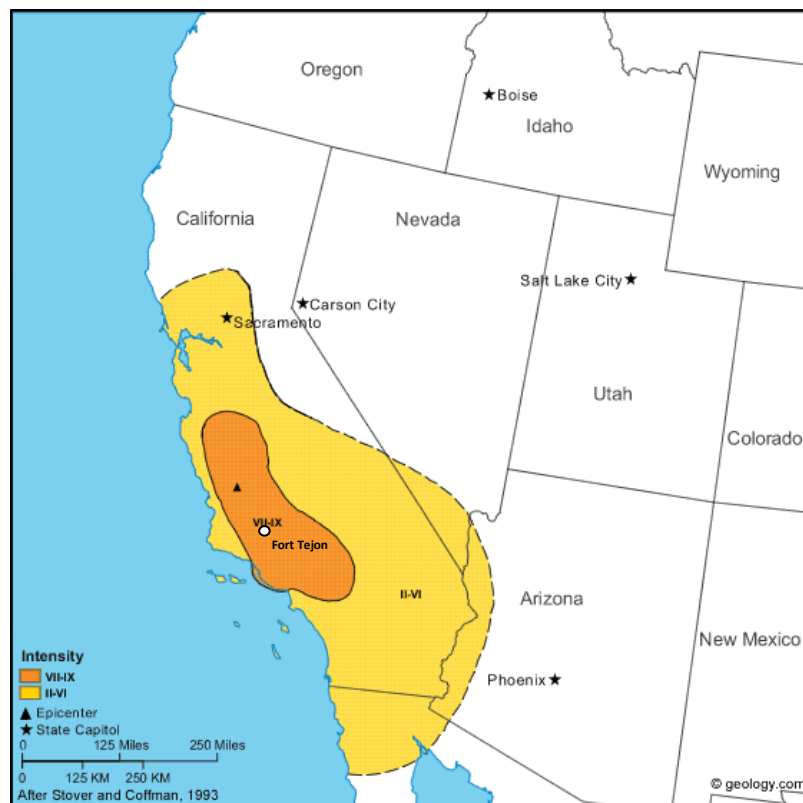 Oregon
Boise
Idaho
Wyoming
California
Nevada
Salt Lake City
Carson City
Sacramento
Utah
Colorado
VII-IX
Fort Tejon
II-VI
Arizona
New Mexico
Phoenix
Intensity
VII-IX
II-VI
Epicenter
State Capitol
0 125 Miles 250 Miles
0 125 KM 250 KM
After Stover and Coffman, 1993
© geology.com